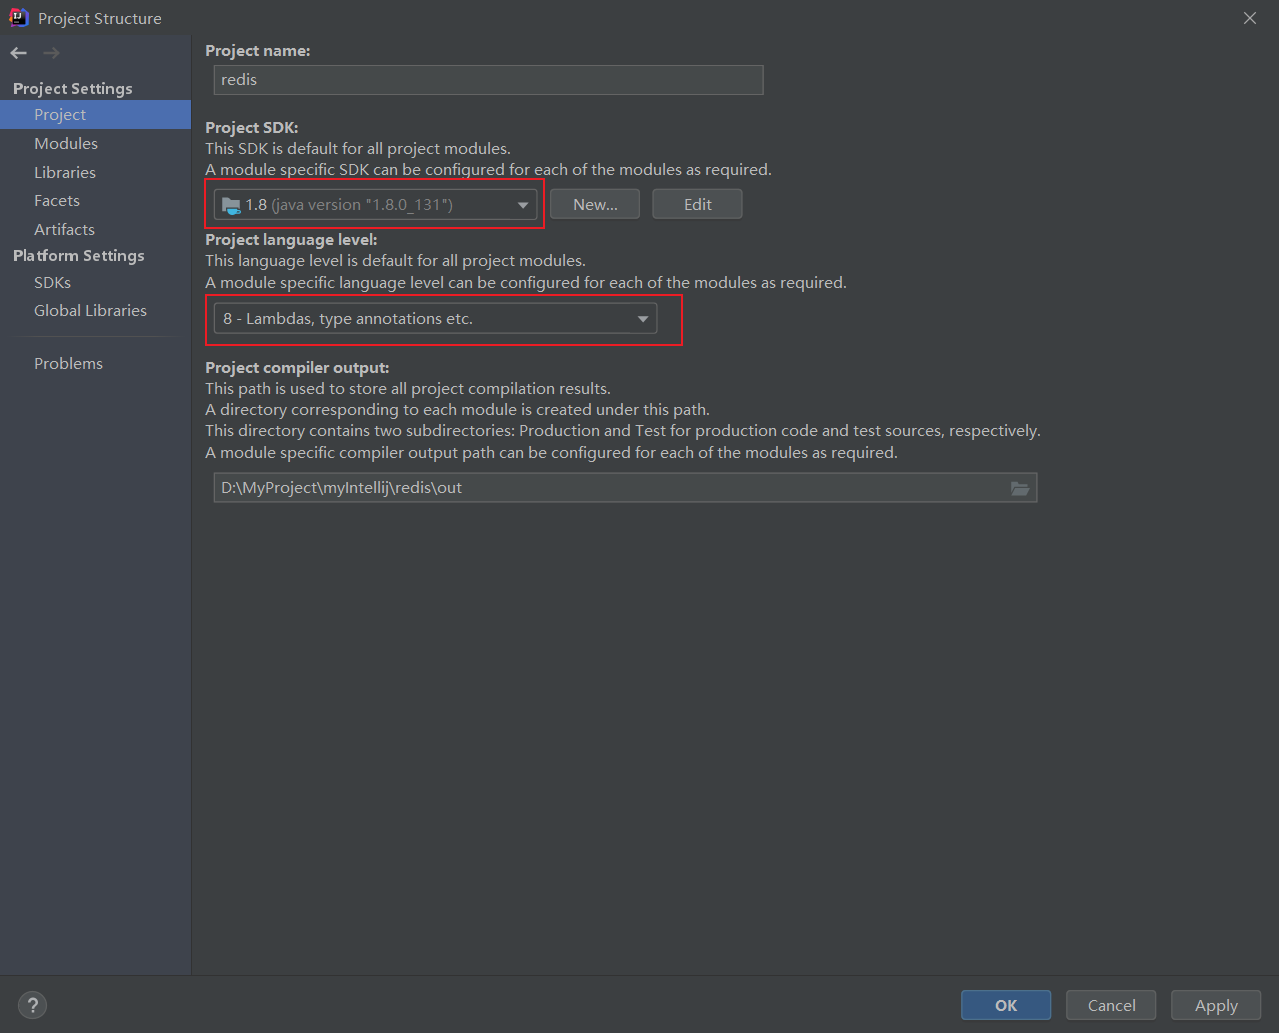 Project Structure
Project Settings
Project
Modules
Libraries
Facets
Artifacts
Platform Settings
SDKs
Global Libraries
Problems
Project name:
redis
Project SDK:
This SDK is default for all project modules.
A module specific SDK can be configured for each of the modules as required.
1.8 (java version "1.8.0_131")
New...
Edit
Project language level:
This language level is default for all project modules.
A module specific language level can be configured for each of the modules as required.
8 - Lambdas, type annotations etc.
Project compiler output:
This path is used to store all project compilation results.
A directory corresponding to each module is created under this path.
This directory contains two subdirectories: Production and Test for production code and test sources, respectively.
A module specific compiler output path can be configured for each of the modules as required.
D:\MyProject\myIntellij\redis\out
?
OK
Cancel
Apply